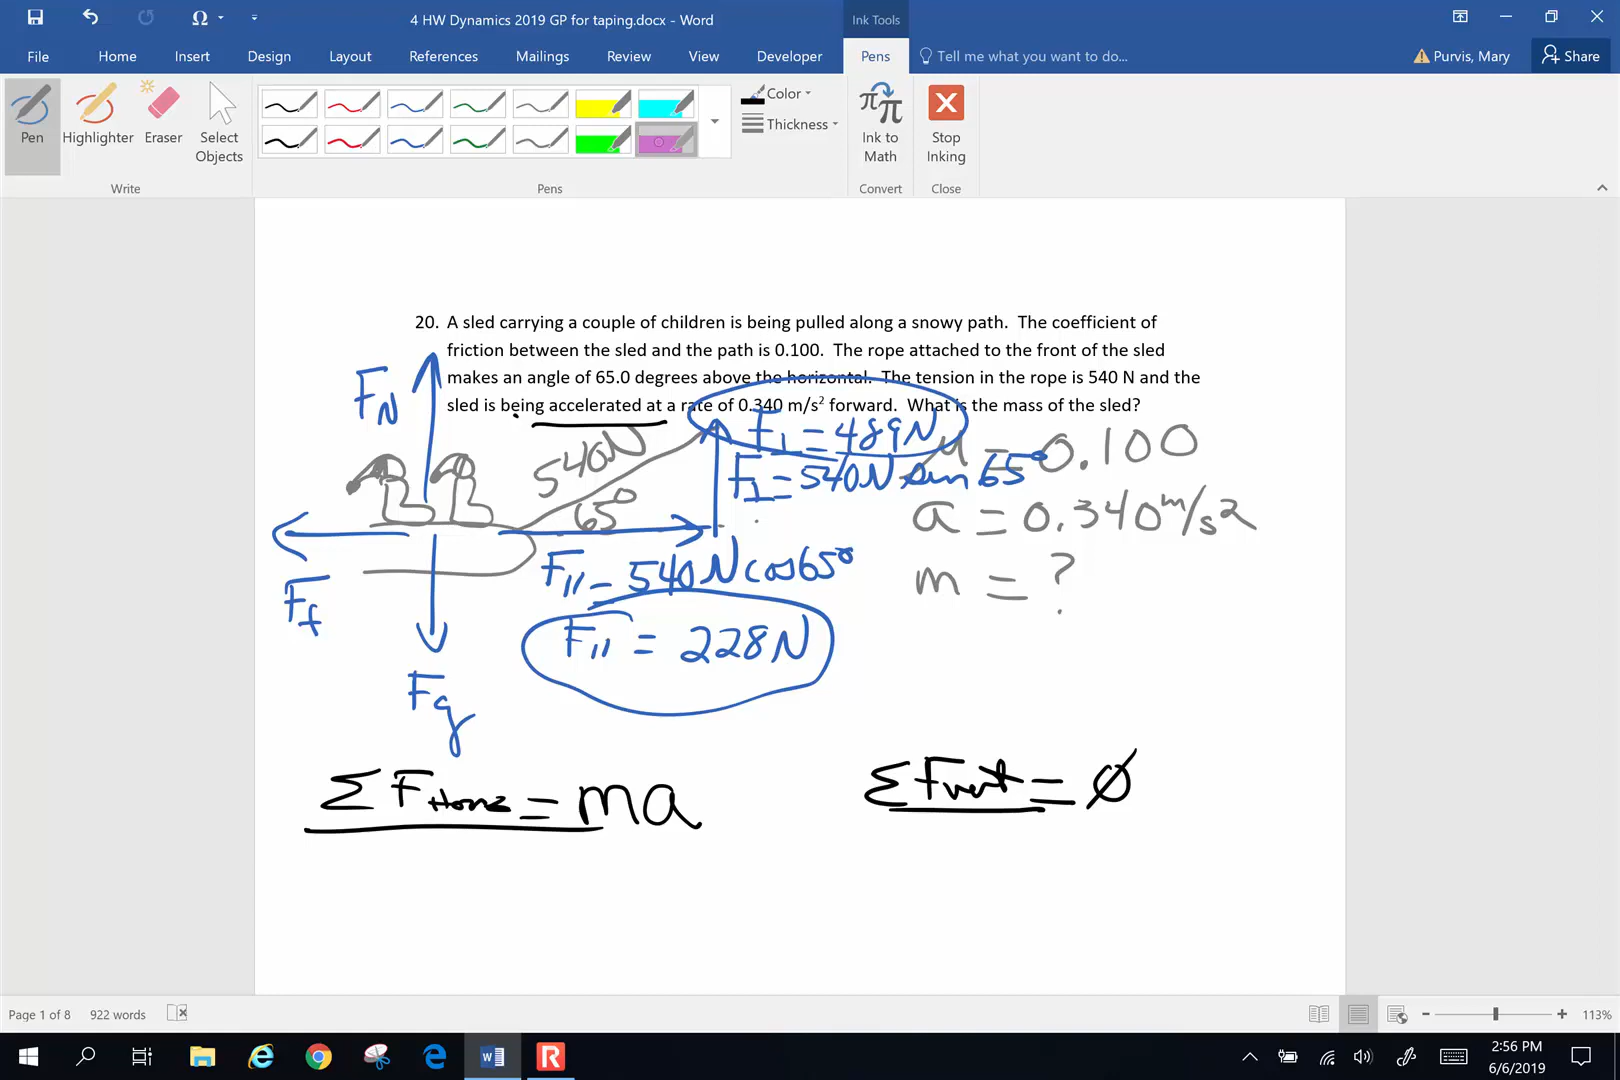 4 HW Dynamics 2019 GP for taping.docx - Word
Ink Tools
File Home Insert Design Layout References Mailings Review View Developer Pens Tell me what you want to do... Purvis, Mary Share
Pen Highlighter Eraser Select Objects
Color
Thickness
Ink to Math
Stop Inking
Write Pens Convert Close
20. A sled carrying a couple of children is being pulled along a snowy path. The coefficient of
friction between the sled and the path is 0.100. The rope attached to the front of the sled
makes an angle of 65.0 degrees above the horizontal. The tension in the rope is 540 N and the
sled is being accelerated at a rate of 0.340 m/s² forward. What is the mass of the sled?
F_N
F⊥ = 489N
μ = 0.100
540N
F⊥ = 540N sin 65°
65°
a = 0.340 m/s²
F// = 540N cos65°
m = ?
F_f
F// = 228N
F_g
ΣF_Horz = ma
ΣF_vert = ∅
Page 1 of 8 922 words 113%
2:56 PM
6/6/2019